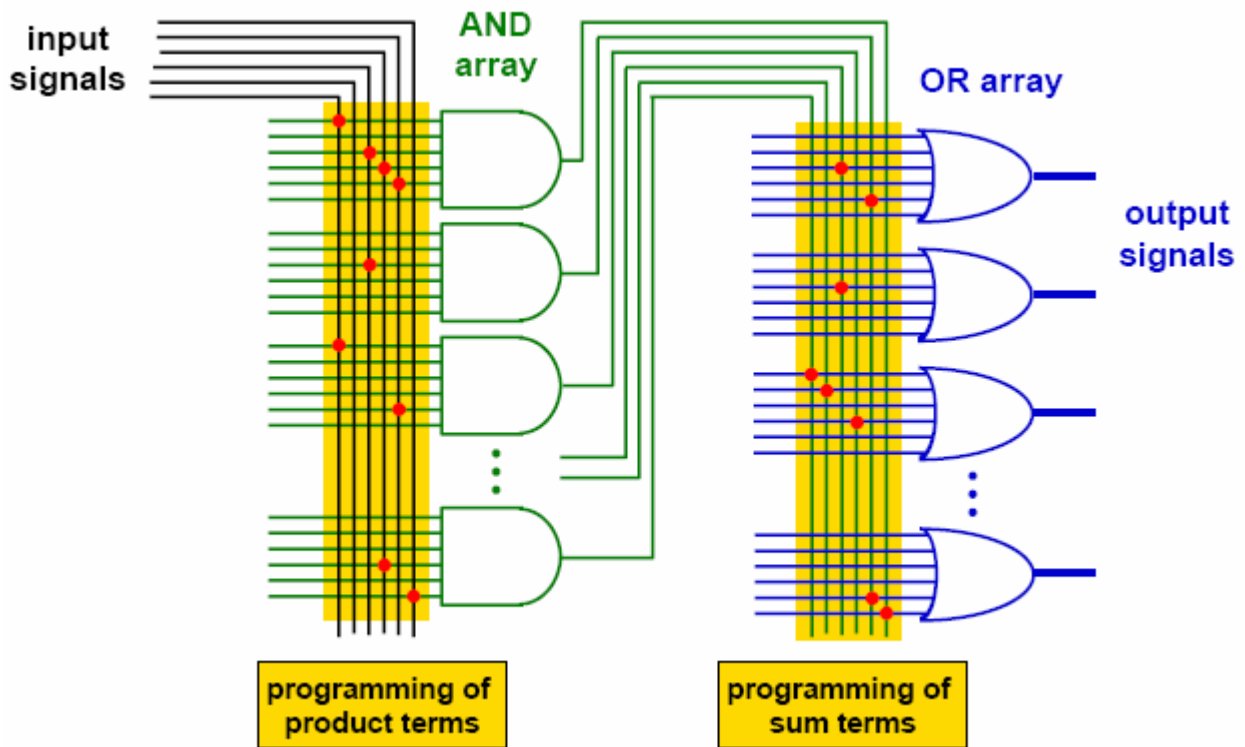 input
signals
AND
array
OR array
output
signals
programming of
product terms
programming of
sum terms